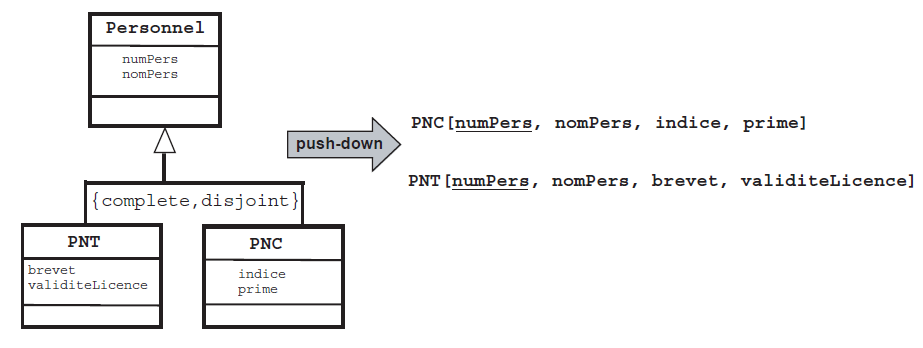 Personnel
numPers
nomPers
push-down
PNC[numPers, nomPers, indice, prime]
PNT[numPers, nomPers, brevet, validiteLicence]
{complete,disjoint}
PNT
brevet
validiteLicence
PNC
indice
prime